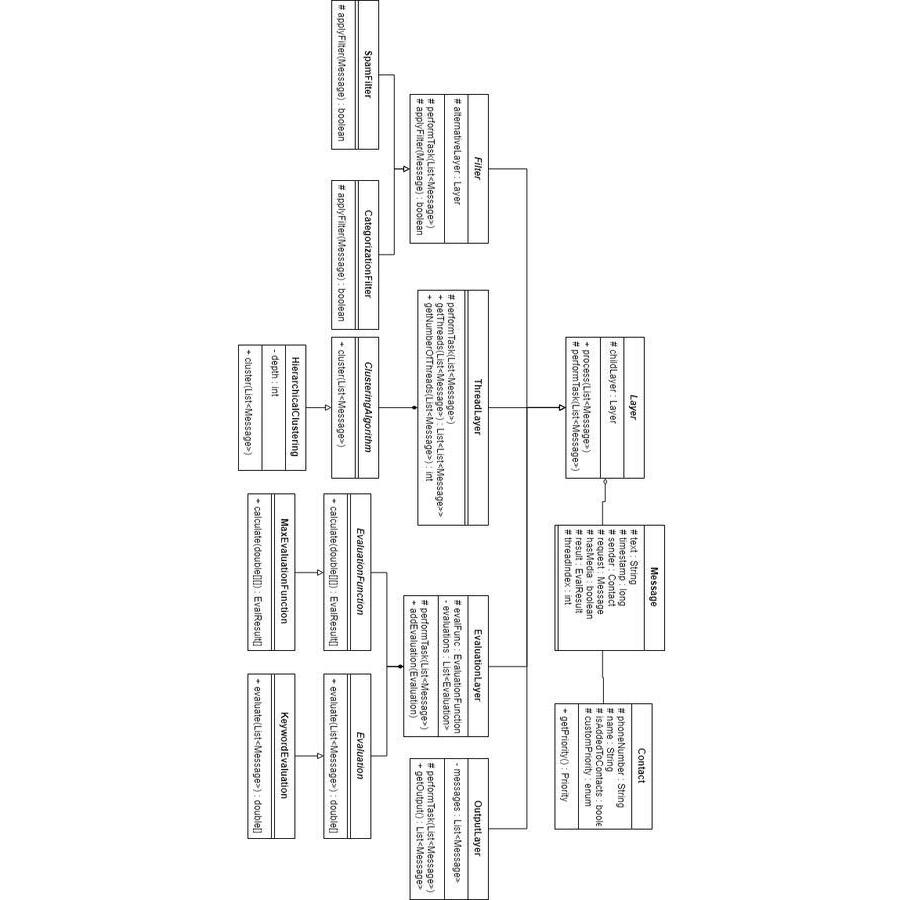 Layer
# childLayer : Layer
+ process(List<Message>)
# performTask(List<Message>)
Message
# text : String
# timestamp : long
# sender : Contact
# request : Message
# hasMedia : boolean
# result : EvalResult
# threadIndex : int
Contact
# phoneNumber : String
# name : String
# isAddedToContacts : boole
# customPriority : enum
+ getPriority() : Priority
Filter
# alternativeLayer : Layer
# performTask(List<Message>)
# applyFilter(Message) : boolean
ThreadLayer
# performTask(List<Message>)
+ getThreads(List<Message>) : List<List<Message>>
+ getNumberOfThreads(List<Message>) : int
EvaluationLayer
# evalFunc : EvaluationFunction
- evaluations : List<Evaluation>
# performTask(List<Message>)
+ addEvaluation(Evaluation)
OutputLayer
- messages : List<Message>
# performTask(List<Message>)
+ getOutput() : List<Message>
SpamFilter
# applyFilter(Message) : boolean
CategorizationFilter
# applyFilter(Message) : boolean
ClusteringAlgorithm
+ cluster(List<Message>)
EvaluationFunction
+ calculate(double[][]) : EvalResult[]
Evaluation
+ evaluate(List<Message>) : double[]
HierarchicalClustering
- depth : int
+ cluster(List<Message>)
MaxEvaluationFunction
+ calculate(double[][]) : EvalResult[]
KeywordEvaluation
+ evaluate(List<Message>) : double[]